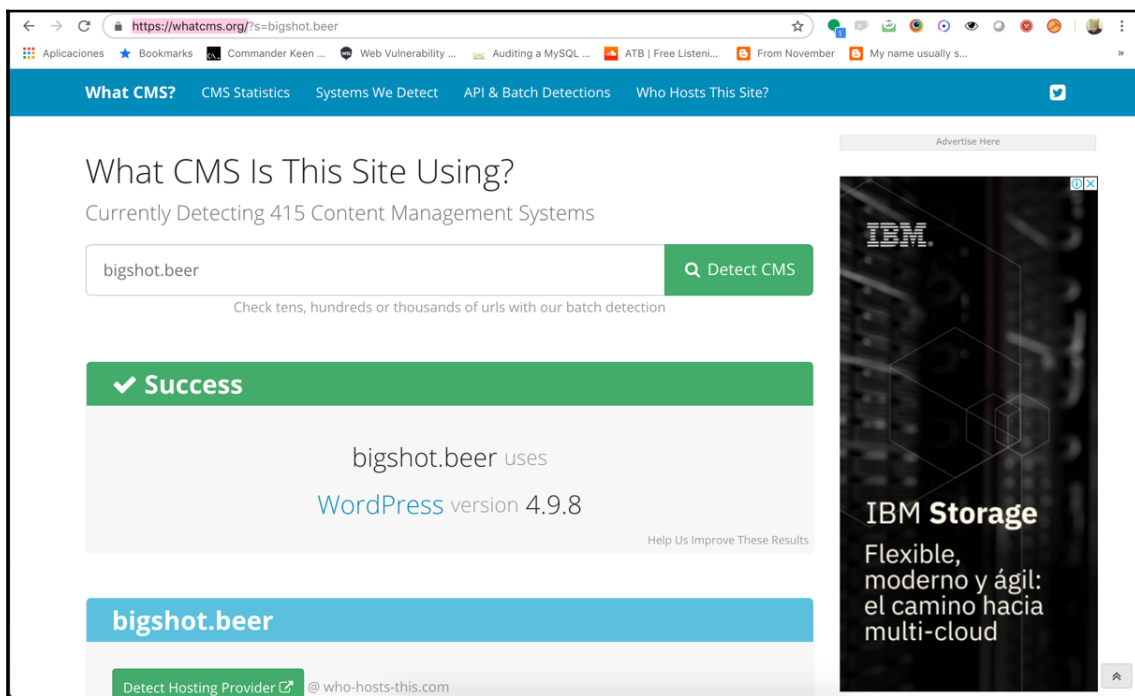 https://whatcms.org/?s=bigshot.beer
Aplicaciones Bookmarks Commander Keen ... Web Vulnerability ... Auditing a MySQL ... ATB | Free Listeni... From November My name usually s... »
What CMS? CMS Statistics Systems We Detect API & Batch Detections Who Hosts This Site?
Advertise Here
What CMS Is This Site Using?
Currently Detecting 415 Content Management Systems
bigshot.beer Detect CMS
Check tens, hundreds or thousands of urls with our batch detection
Success
bigshot.beer uses
WordPress version 4.9.8
Help Us Improve These Results
bigshot.beer
Detect Hosting Provider @ who-hosts-this.com
IBM.
IBM Storage
Flexible,
moderno y ágil:
el camino hacia
multi-cloud